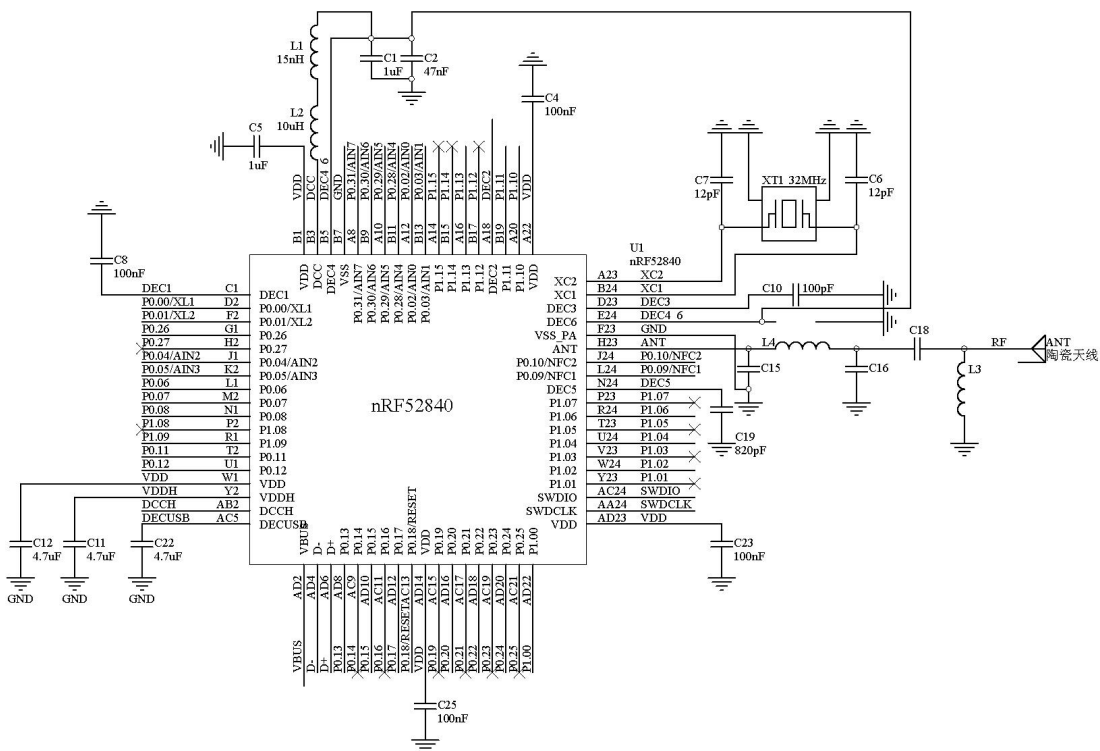 L1
15nH
C1
1uF
C2
47nF
L2
10uH
C4
100nF
C5
1uF
VDD
DCC
DEC4_6
GND
P0.31/AIN7
P0.30/AIN6
P0.29/AIN5
P0.28/AIN4
P0.02/AIN0
P0.03/AIN1
P1.15
P1.14
P1.13
P1.12
DEC2
P1.11
P1.10
VDD
B1
B3
B5
B7
A8
B9
A10
B11
A12
B13
A14
B15
A16
B17
A18
B19
A20
A22
VDD
DCC
DEC4
VSS
P0.31/AIN7
P0.30/AIN6
P0.29/AIN5
P0.28/AIN4
P0.02/AIN0
P0.03/AIN1
P1.15
P1.14
P1.13
P1.12
DEC2
P1.11
P1.10
VDD
C7
12pF
XT1 32MHz
C6
12pF
C8
100nF
U1
nRF52840
DEC1 C1 DEC1
P0.00/XL1 D2 P0.00/XL1
P0.01/XL2 F2 P0.01/XL2
P0.26 G1 P0.26
P0.27 H2 P0.27
P0.04/AIN2 J1 P0.04/AIN2
P0.05/AIN3 K2 P0.05/AIN3
P0.06 L1 P0.06
P0.07 M2 P0.07
P0.08 N1 P0.08
P1.08 P2 P1.08
P1.09 R1 P1.09
P0.11 T2 P0.11
P0.12 U1 P0.12
VDD W1 VDD
VDDH Y2 VDDH
DCCH AB2 DCCH
DECUSB AC5 DECUSB
nRF52840
XC2 A23 XC2
XC1 B24 XC1
DEC3 D23 DEC3
DEC6 E24 DEC4_6
VSS_PA F23 GND
ANT H23 ANT
P0.10/NFC2 J24 P0.10/NFC2
P0.09/NFC1 L24 P0.09/NFC1
DEC5 N24 DEC5
P1.07 P23 P1.07
P1.06 R24 P1.06
P1.05 T23 P1.05
P1.04 U24 P1.04
P1.03 V23 P1.03
P1.02 W24 P1.02
P1.01 Y23 P1.01
SWDIO AC24 SWDIO
SWDCLK AA24 SWDCLK
VDD AD23 VDD
C10 100pF
L4
C15
C16
C18
RF
L3
ANT
陶瓷天线
C19
820pF
C23
100nF
C12
4.7uF
GND
C11
4.7uF
GND
C22
4.7uF
GND
VBUS
D-
D+
P0.13
P0.14
P0.15
P0.16
P0.17
P0.18/RESET
VDD
P0.19
P0.20
P0.21
P0.22
P0.23
P0.24
P0.25
P1.00
AD2
AD4
AD6
AD8
AC9
AD10
AC11
AD12
AC13
AD14
AC15
AD16
AC17
AD18
AC19
AD20
AC21
AD22
VBUS
D-
D+
P0.13
P0.14
P0.15
P0.16
P0.17
P0.18/RESET
VDD
P0.19
P0.20
P0.21
P0.22
P0.23
P0.24
P0.25
P1.00
C25
100nF